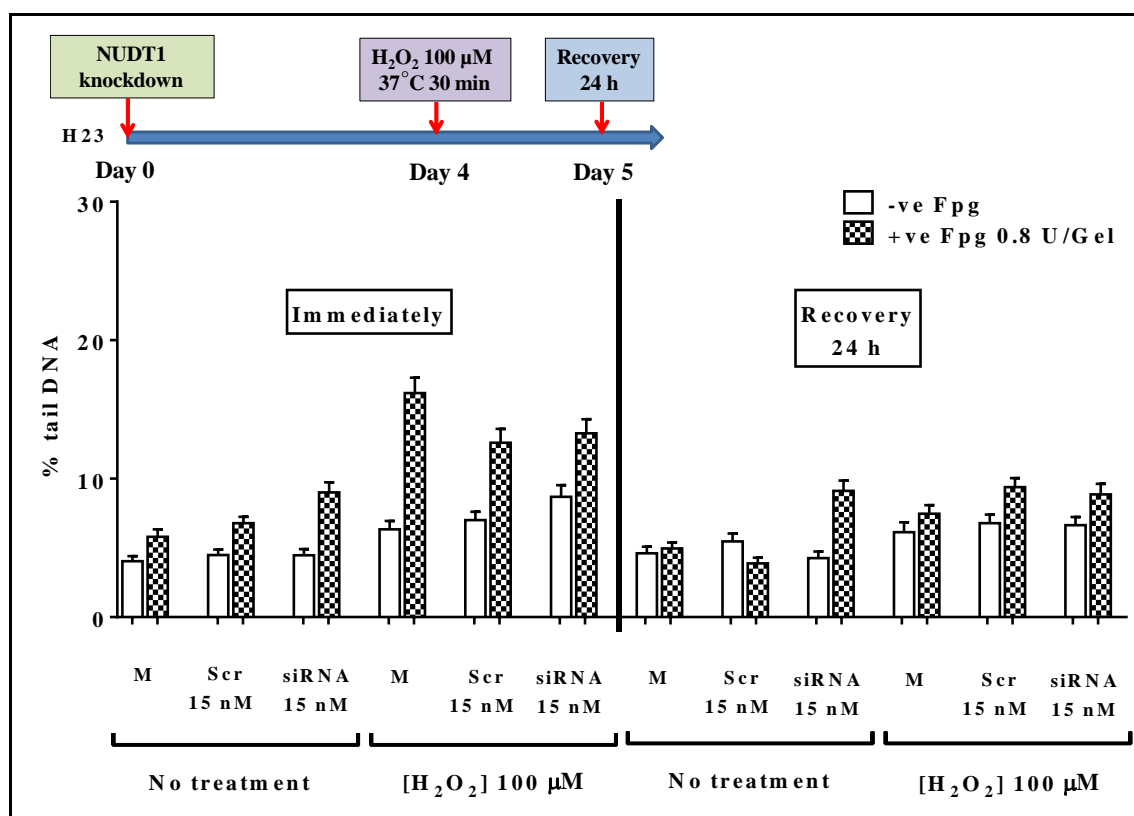 NUDT1
knockdown
H₂O₂ 100 µM
37°C 30 min
Recovery
24 h
H23
Day 0
Day 4
Day 5
30
20
10
0
% tail DNA
-ve Fpg
+ve Fpg 0.8 U/Gel
Immediately
Recovery
24 h
M
Scr
15 nM
siRNA
15 nM
M
Scr
15 nM
siRNA
15 nM
M
Scr
15 nM
siRNA
15 nM
M
Scr
15 nM
siRNA
15 nM
No treatment
[H₂O₂] 100 µM
No treatment
[H₂O₂] 100 µM